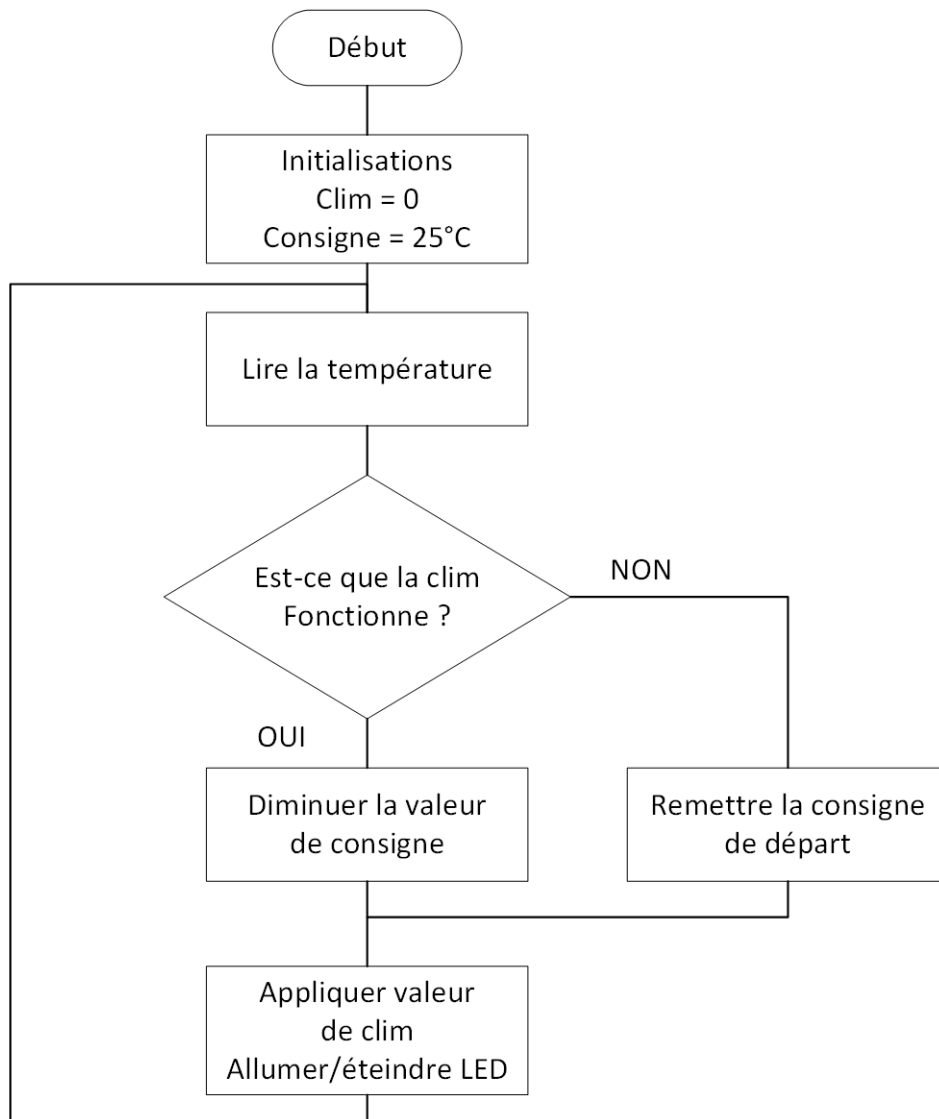 Début
Initialisations
Clim = 0
Consigne = 25°C
Lire la température
Est-ce que la clim
Fonctionne ?
NON
OUI
Diminuer la valeur
de consigne
Remettre la consigne
de départ
Appliquer valeur
de clim
Allumer/éteindre LED